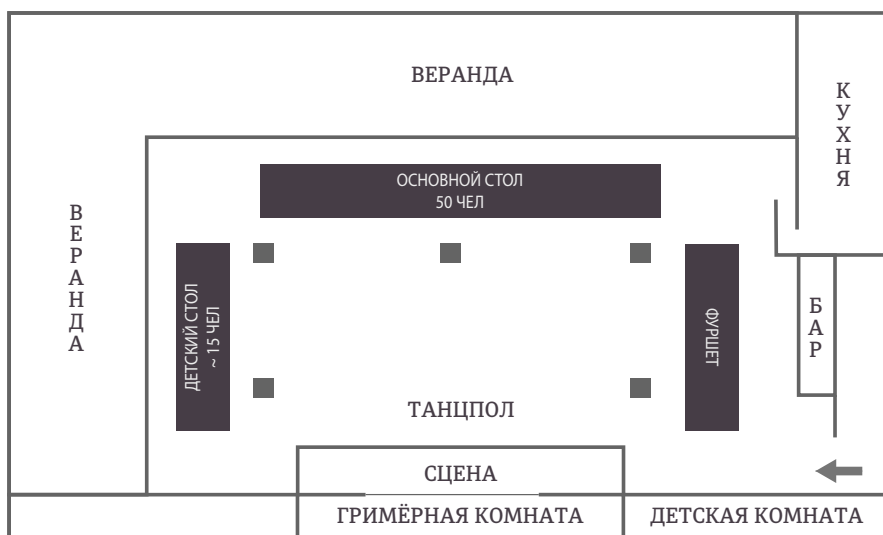 ВЕРАНДА
КУХНЯ
ОСНОВНОЙ СТОЛ
50 ЧЕЛ
ВЕРАНДА
ДЕТСКИЙ СТОЛ
~ 15 ЧЕЛ
ФУРШЕТ
БАР
ТАНЦПОЛ
СЦЕНА
ГРИМЁРНАЯ КОМНАТА
ДЕТСКАЯ КОМНАТА